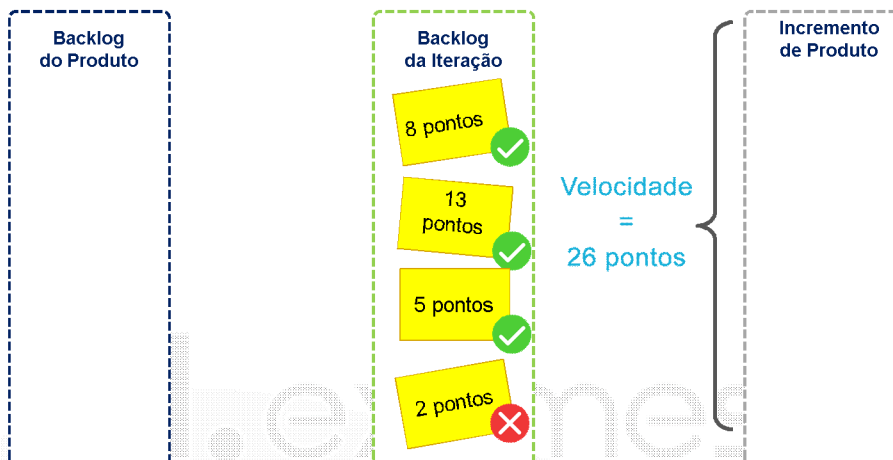 Backlog
do Produto
Backlog
da Iteração
8 pontos
13
pontos
5 pontos
2 pontos
Velocidade
=
26 pontos
Incremento
de Produto